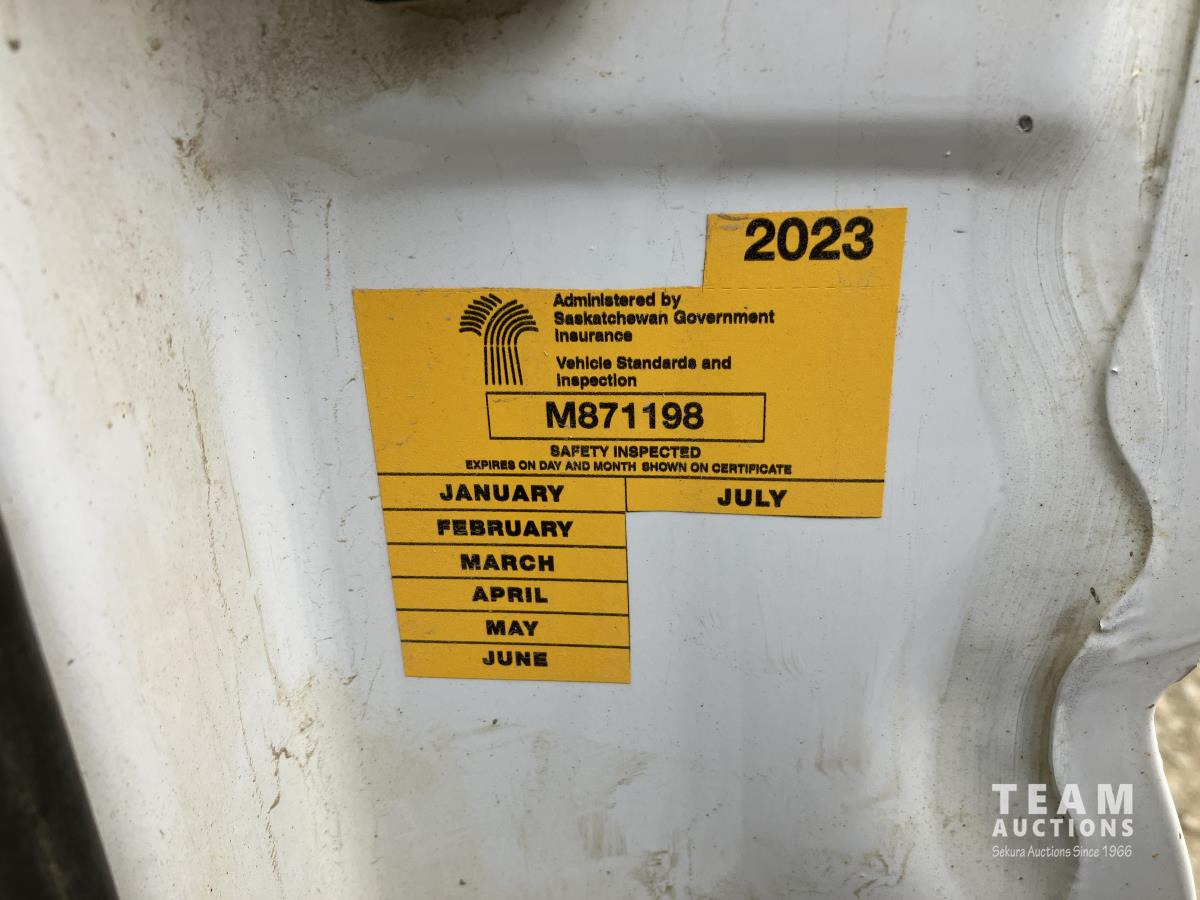 2023
Administered by
Saskatchewan Government
Insurance
Vehicle Standards and
Inspection
M871198
SAFETY INSPECTED
EXPIRES ON DAY AND MONTH SHOWN ON CERTIFICATE
JANUARY
JULY
FEBRUARY
MARCH
APRIL
MAY
JUNE
TEAM
AUCTIONS
Sekura Auctions Since 1966